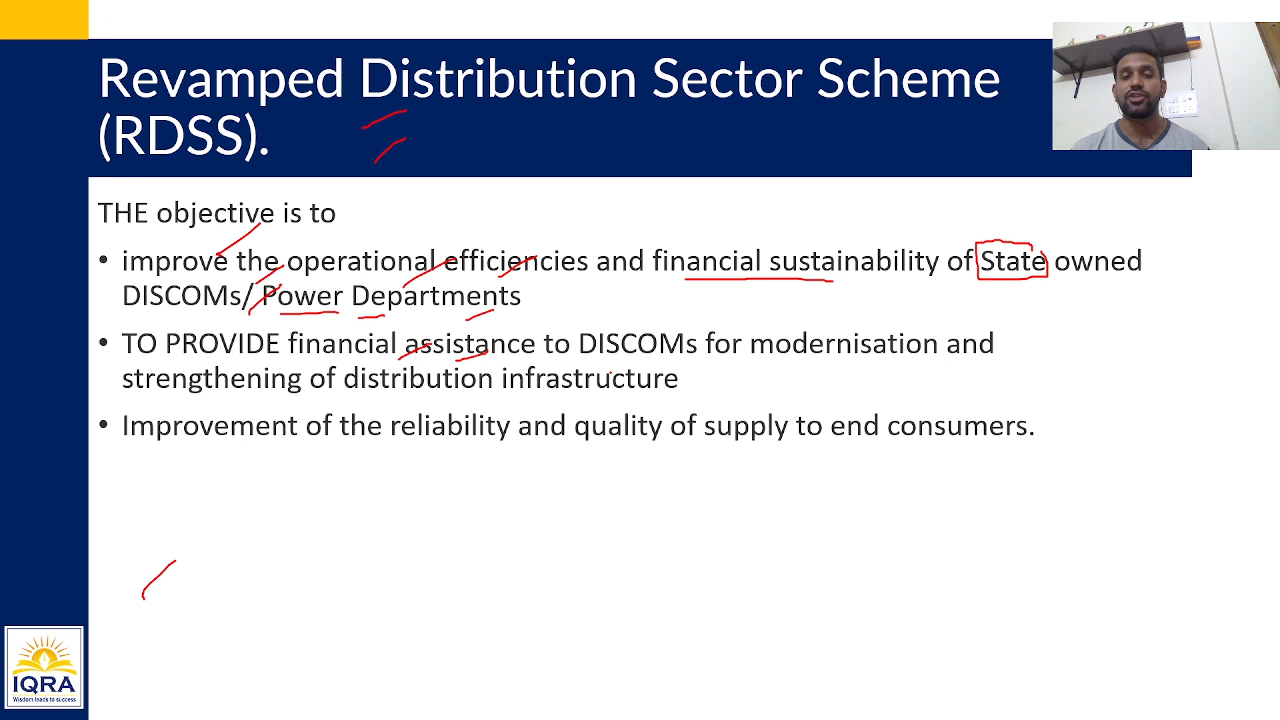 Revamped Distribution Sector Scheme
(RDSS).
THE objective is to
• improve the operational efficiencies and financial sustainability of State owned
DISCOMs/ Power Departments
• TO PROVIDE financial assistance to DISCOMs for modernisation and
strengthening of distribution infrastructure
• Improvement of the reliability and quality of supply to end consumers.
IQRA
Wisdom leads to success